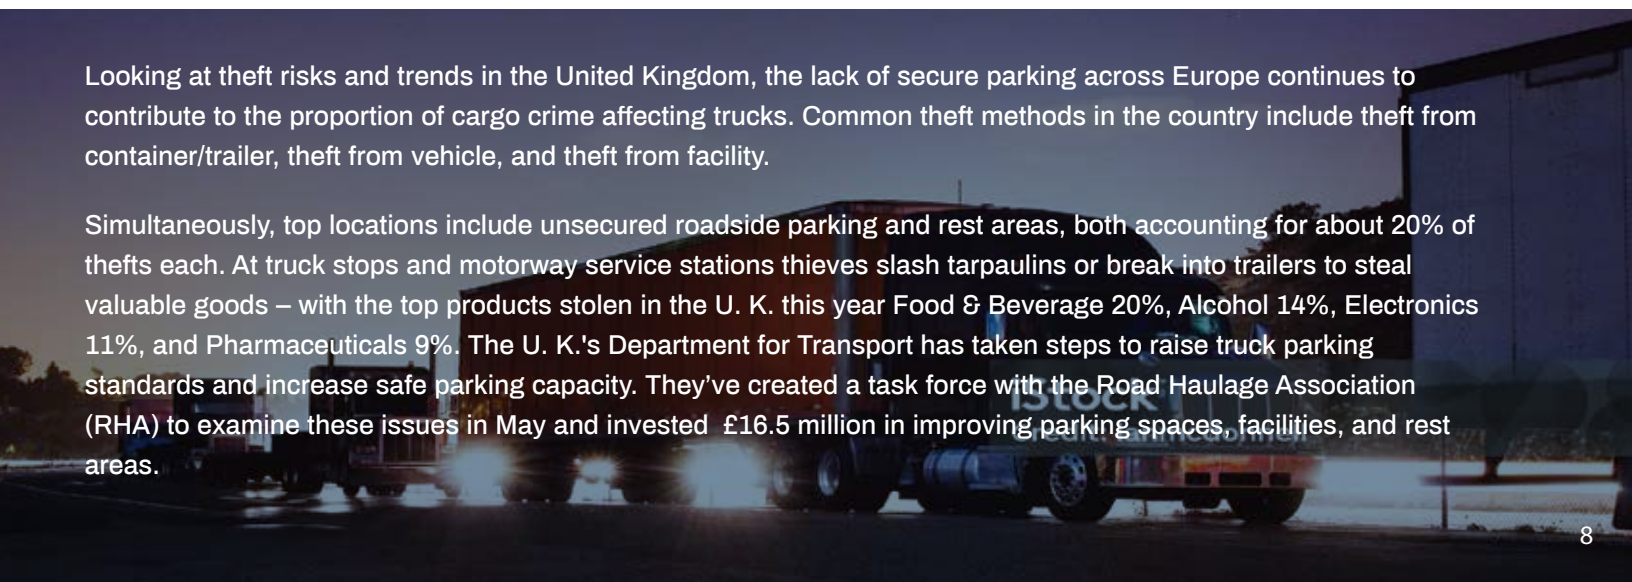 Looking at theft risks and trends in the United Kingdom, the lack of secure parking across Europe continues to
contribute to the proportion of cargo crime affecting trucks. Common theft methods in the country include theft from
container/trailer, theft from vehicle, and theft from facility.
Simultaneously, top locations include unsecured roadside parking and rest areas, both accounting for about 20% of
thefts each. At truck stops and motorway service stations thieves slash tarpaulins or break into trailers to steal
valuable goods – with the top products stolen in the U. K. this year Food & Beverage 20%, Alcohol 14%, Electronics
11%, and Pharmaceuticals 9%. The U. K.'s Department for Transport has taken steps to raise truck parking
standards and increase safe parking capacity. They’ve created a task force with the Road Haulage Association
iStock
(RHA) to examine these issues in May and invested  £16.5 million in improving parking spaces, facilities, and rest
areas.
8